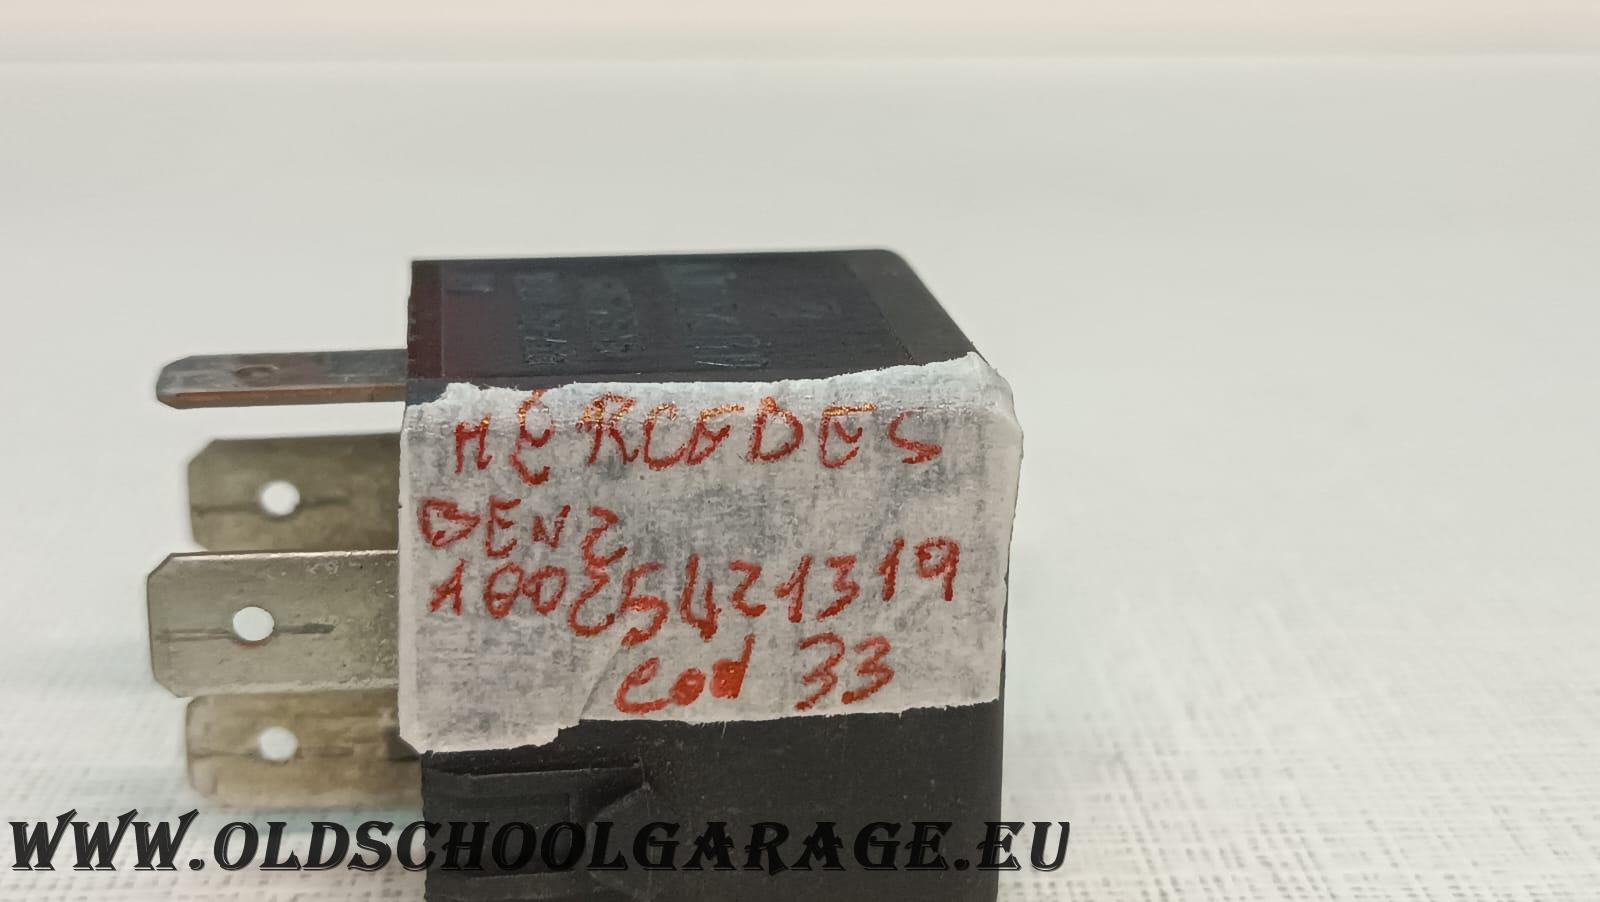 MERCEDES
BENZ
A0025421319
Cod 33
WWW.OLDSCHOOLGARAGE.EU